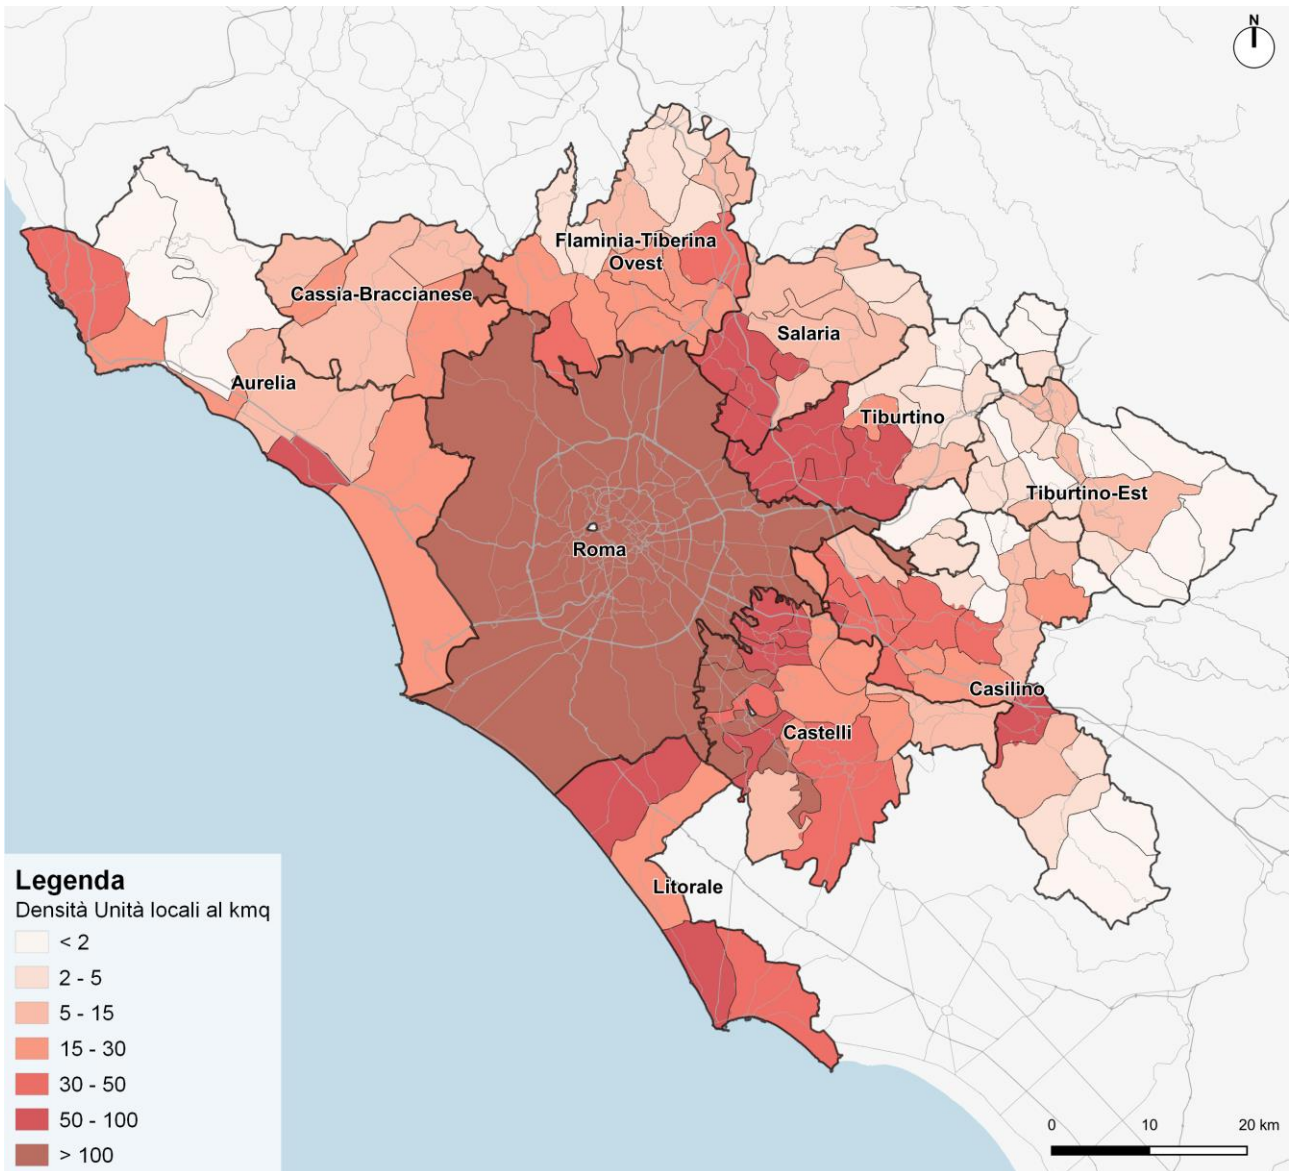 N
Flaminia-Tiberina
Ovest
Cassia-Braccianese
Salaria
Aurelia
Tiburtino
Tiburtino-Est
Roma
Casilino
Castelli
Litorale
Legenda
Densità Unità locali al kmq
< 2
2 - 5
5 - 15
15 - 30
30 - 50
50 - 100
> 100
0 10 20 km